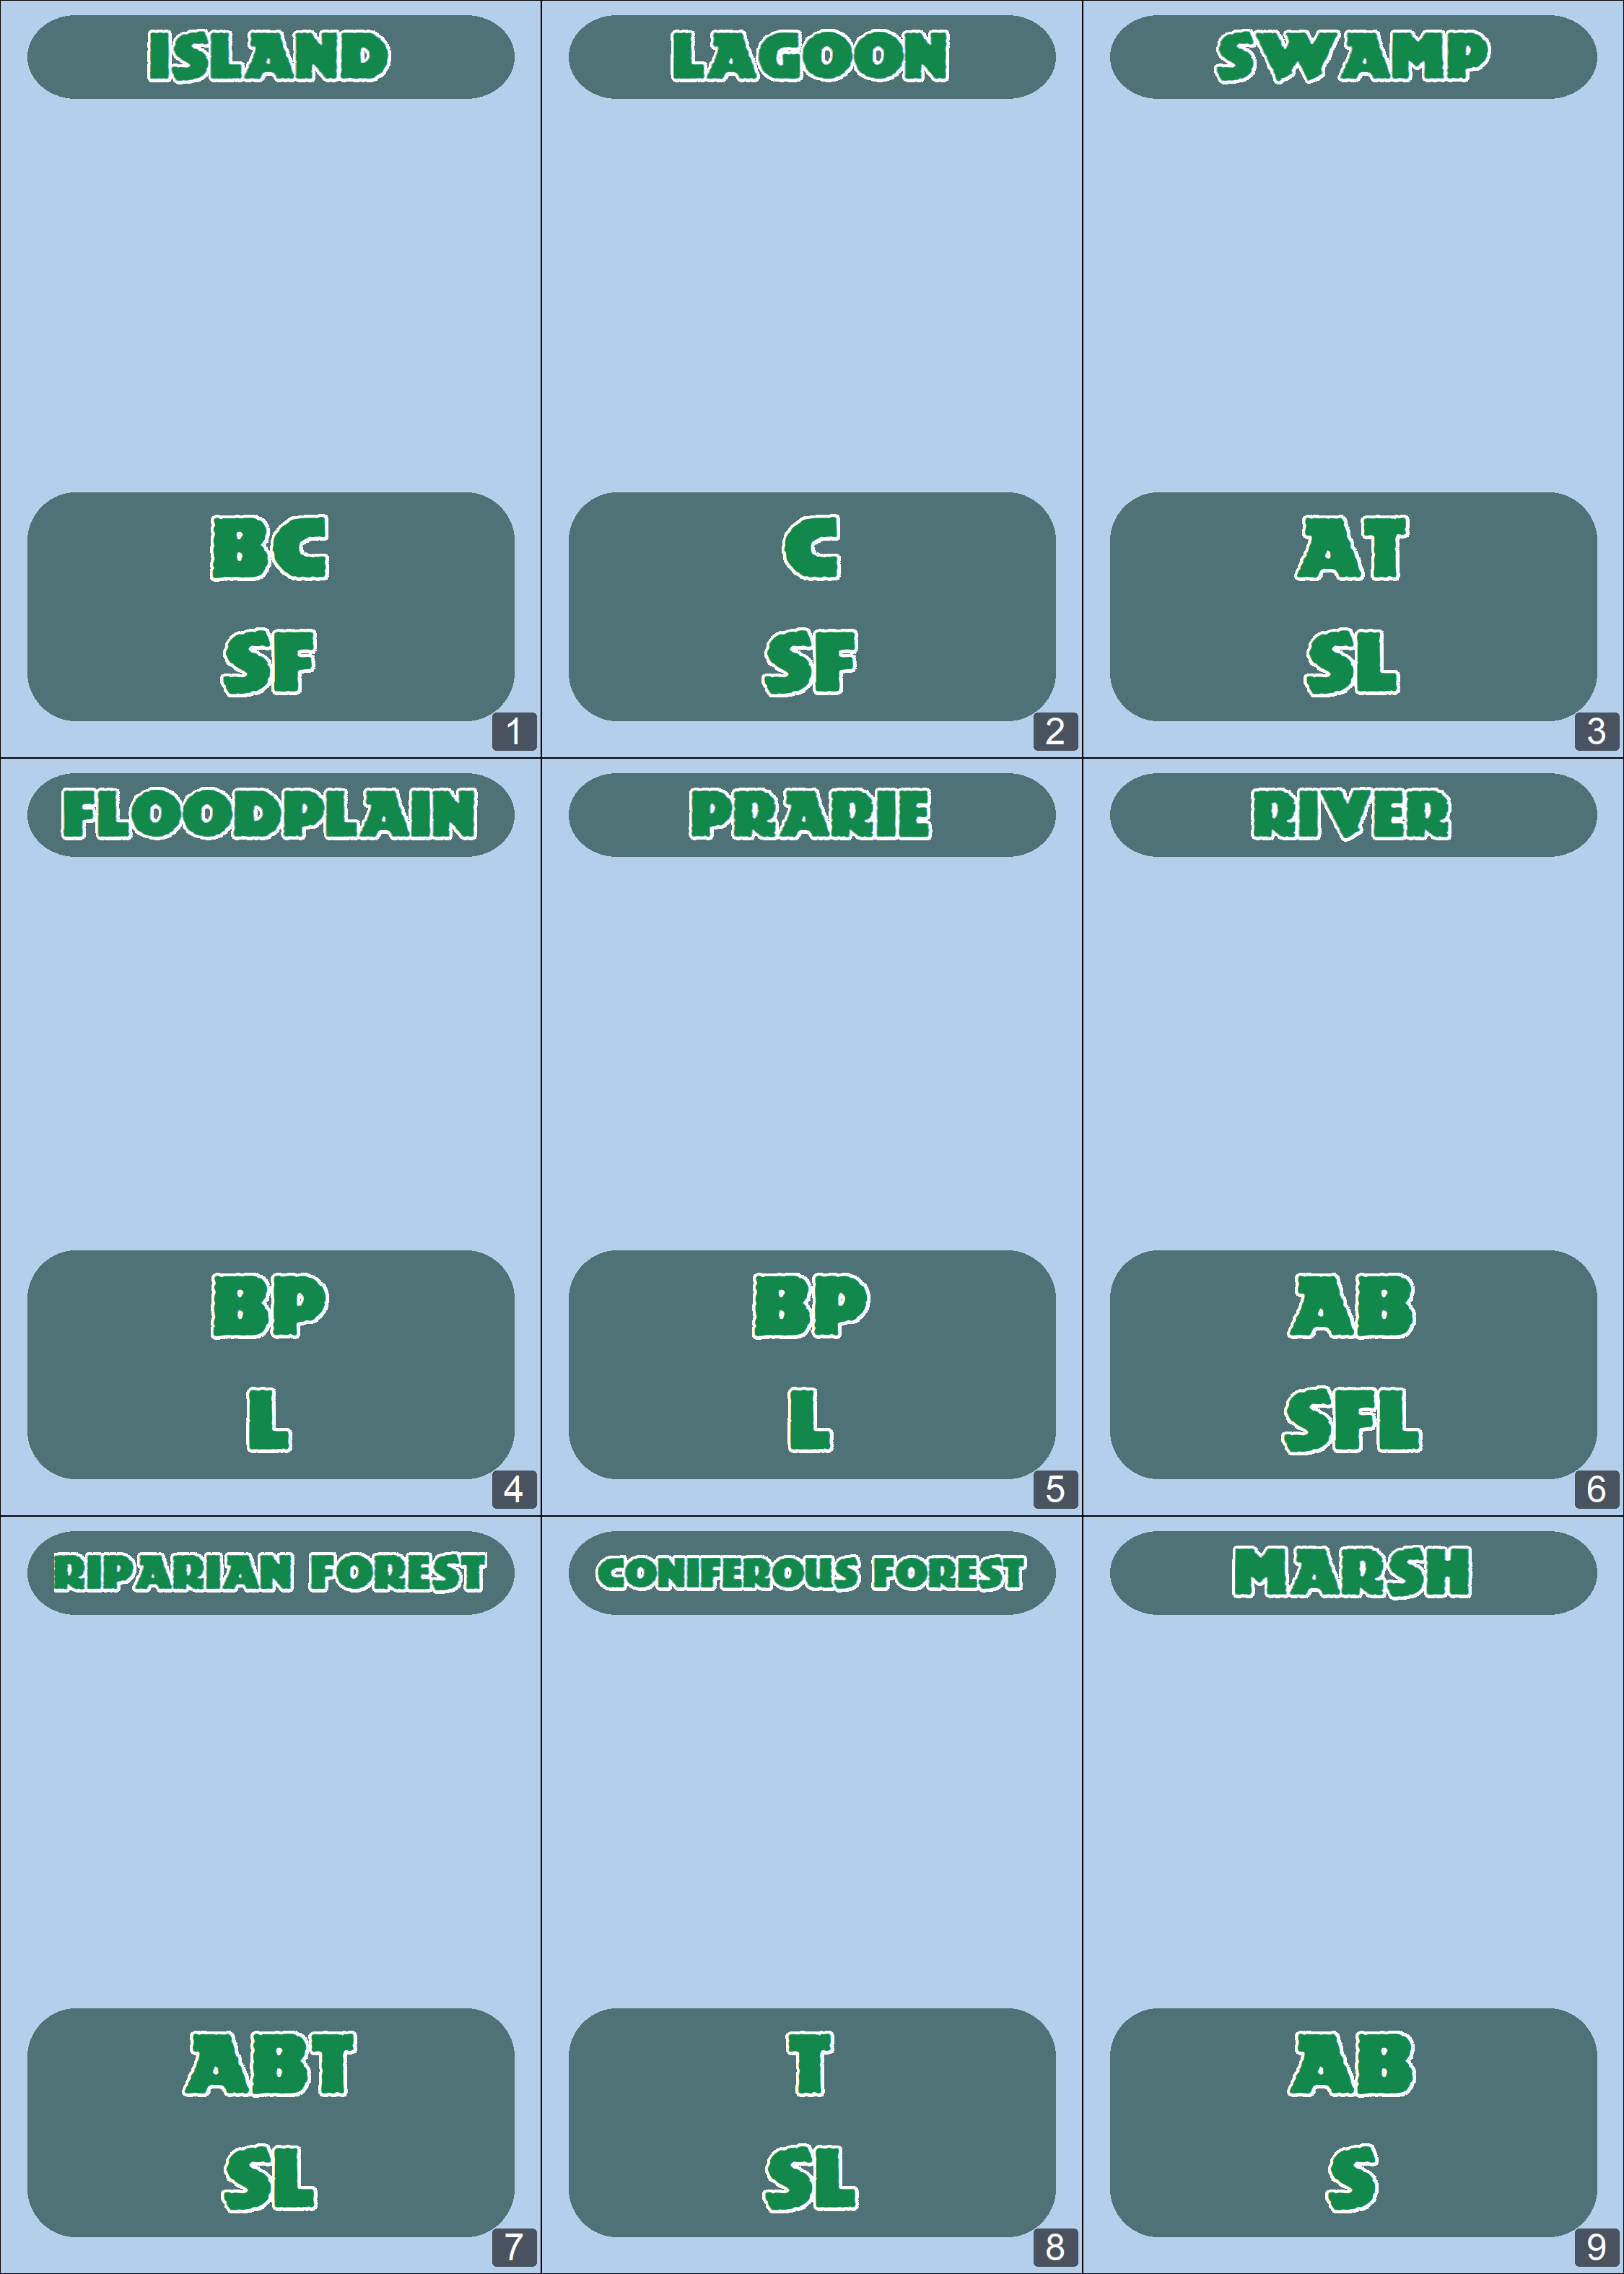 ISLAND
BC
SF
1
LAGOON
C
SF
2
SWAMP
AT
SL
3
FLOODPLAIN
BP
L
4
PRARIE
BP
L
5
RIVER
AB
SFL
6
RIPARIAN FOREST
ABT
SL
7
CONIFEROUS FOREST
T
SL
8
MARSH
AB
S
9